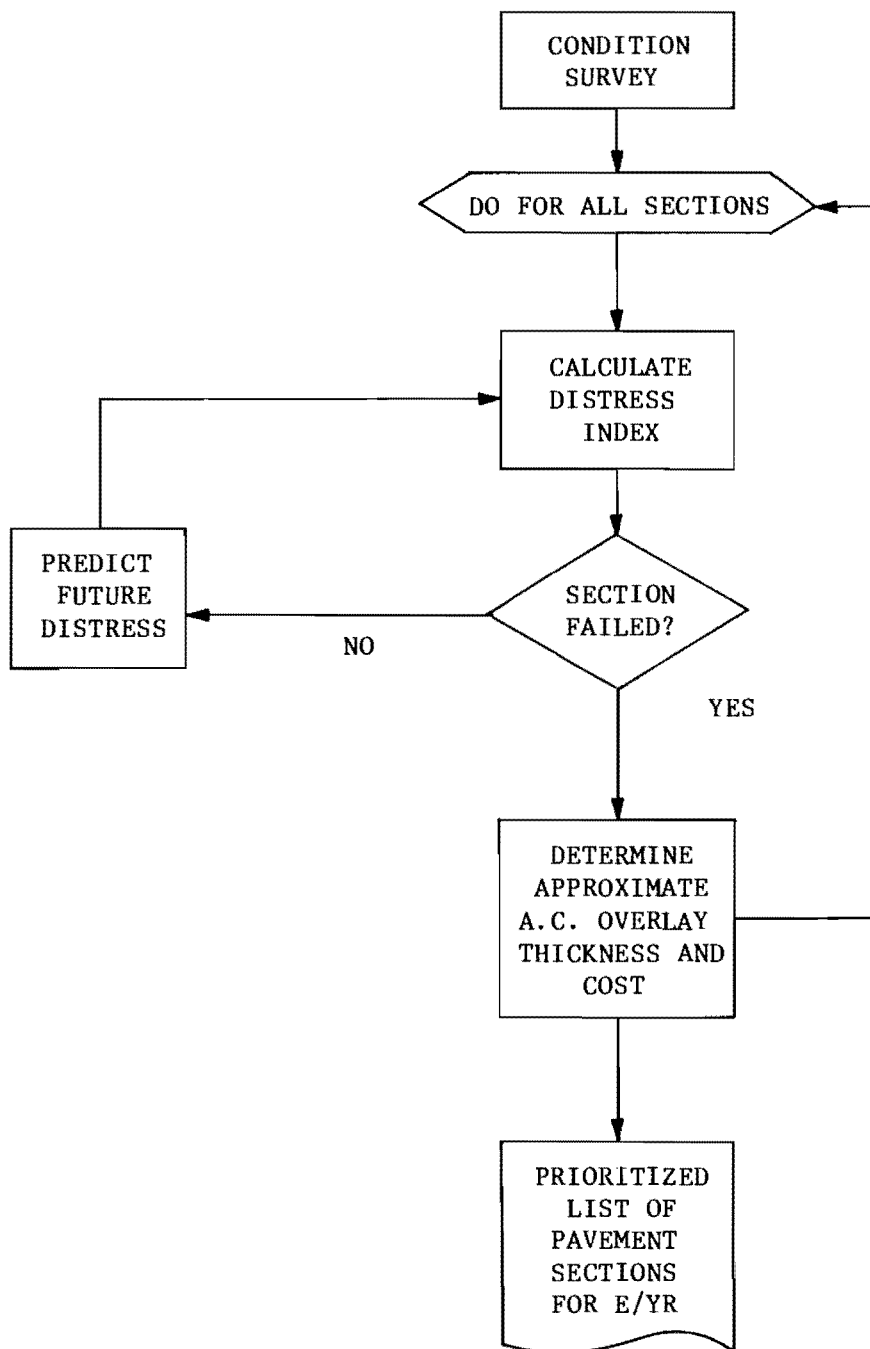 CONDITION
SURVEY
DO FOR ALL SECTIONS
CALCULATE
DISTRESS
INDEX
PREDICT
FUTURE
DISTRESS
SECTION
FAILED?
NO
YES
DETERMINE
APPROXIMATE
A.C. OVERLAY
THICKNESS AND
COST
PRIORITIZED
LIST OF
PAVEMENT
SECTIONS
FOR E/YR